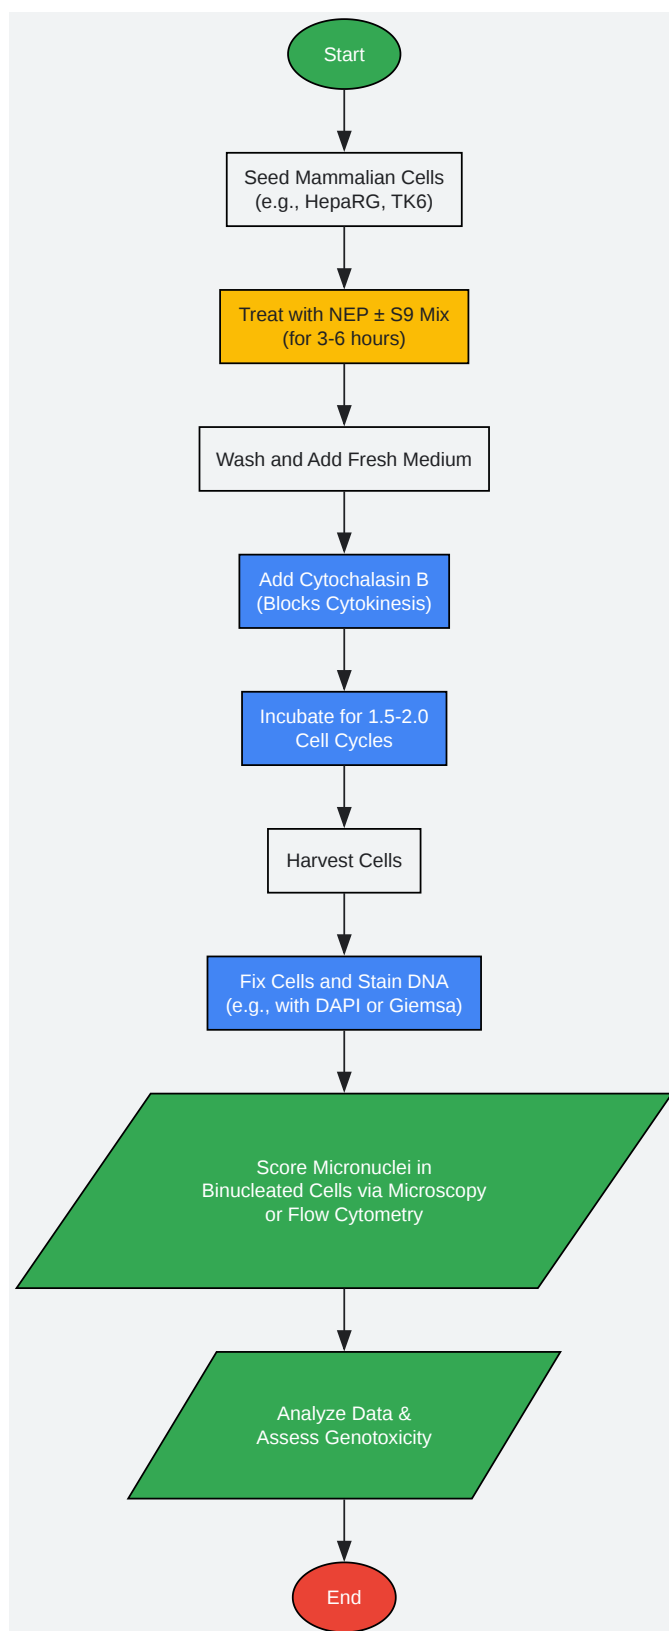 Start
Seed Mammalian Cells
(e.g., HepaRG, TK6)
Treat with NEP ± S9 Mix
(for 3-6 hours)
Wash and Add Fresh Medium
Add Cytochalasin B
(Blocks Cytokinesis)
Incubate for 1.5-2.0
Cell Cycles
Harvest Cells
Fix Cells and Stain DNA
(e.g., with DAPI or Giemsa)
Score Micronuclei in
Binucleated Cells via Microscopy
or Flow Cytometry
Analyze Data &
Assess Genotoxicity
End